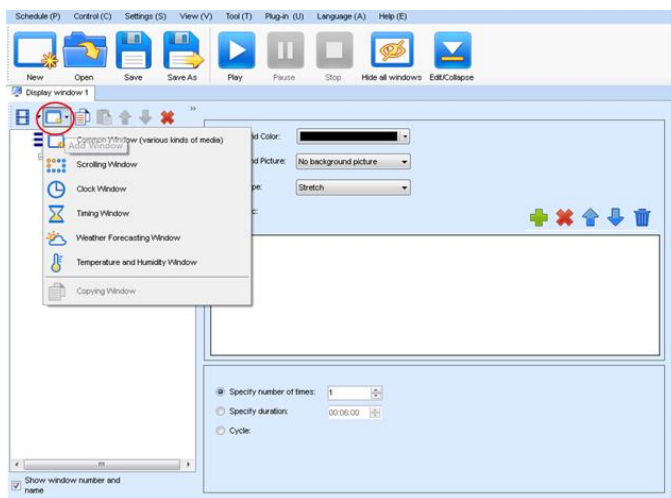 Schedule (P) Control (C) Settings (S) View (V) Tool (T) Plug-in (U) Language (A) Help (E)
New Open Save Save As Play Pause Stop Hide all windows Edit/Collapse
Display window 1
Common Window (various kinds of media)
Add Window
Scrolling Window
Clock Window
Timing Window
Weather Forecasting Window
Temperature and Humidity Window
Copying Window
Color:
Picture: No background picture
Stretch
Specify number of times: 1
Specify duration: 00:06:00
Cycle:
Show window number and
name